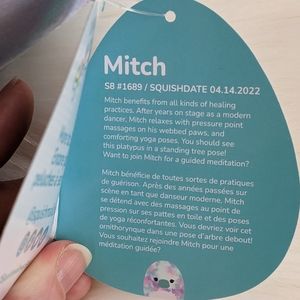 Mitch
S8 #1689 / SQUISHDATE 04.14.2022
Mitch benefits from all kinds of healing
practices. After years on stage as a modern
dancer, Mitch relaxes with pressure point
massages on his webbed paws, and
comforting yoga poses. You should see
this platypus in a standing tree pose!
Want to join Mitch for a guided meditation?
Mitch bénéficie de toutes sortes de pratiques
de guérison. Après des années passées sur
scène en tant que danseur moderne, Mitch
se détend avec des massages au point de
pression sur ses pattes en toile et des poses
de yoga réconfortantes. Vous devriez voir cet
ornithorynque dans une pose d'arbre debout!
Vous souhaitez rejoindre Mitch pour une
méditation guidée?